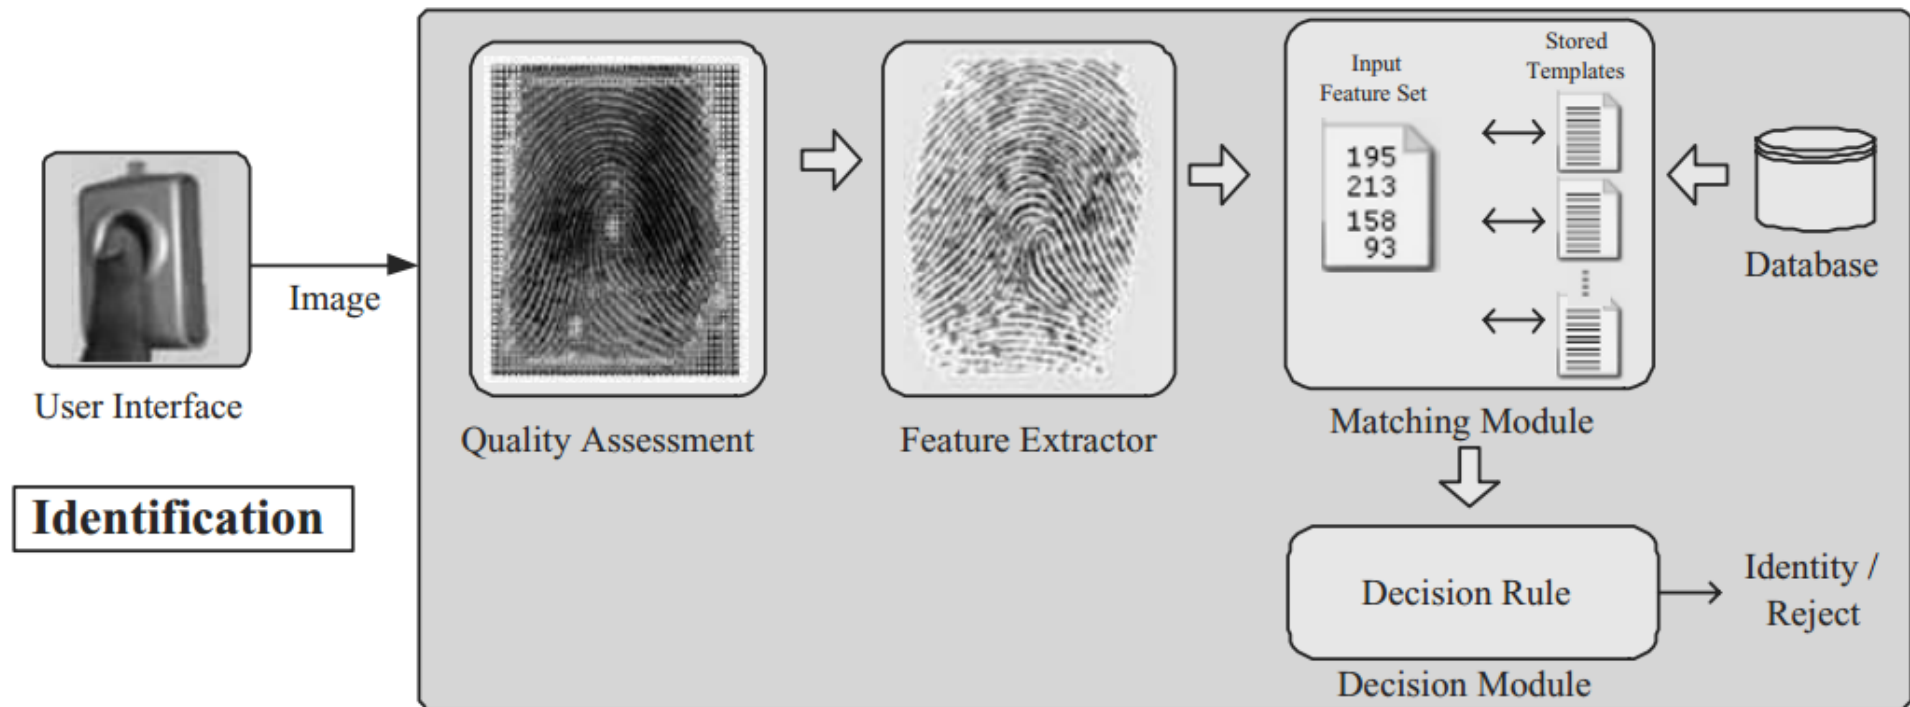 User Interface
Identification
Image
Quality Assessment
Feature Extractor
Input
Feature Set
195
213
158
93
Stored
Templates
Matching Module
Database
Decision Rule
Decision Module
Identity /
Reject